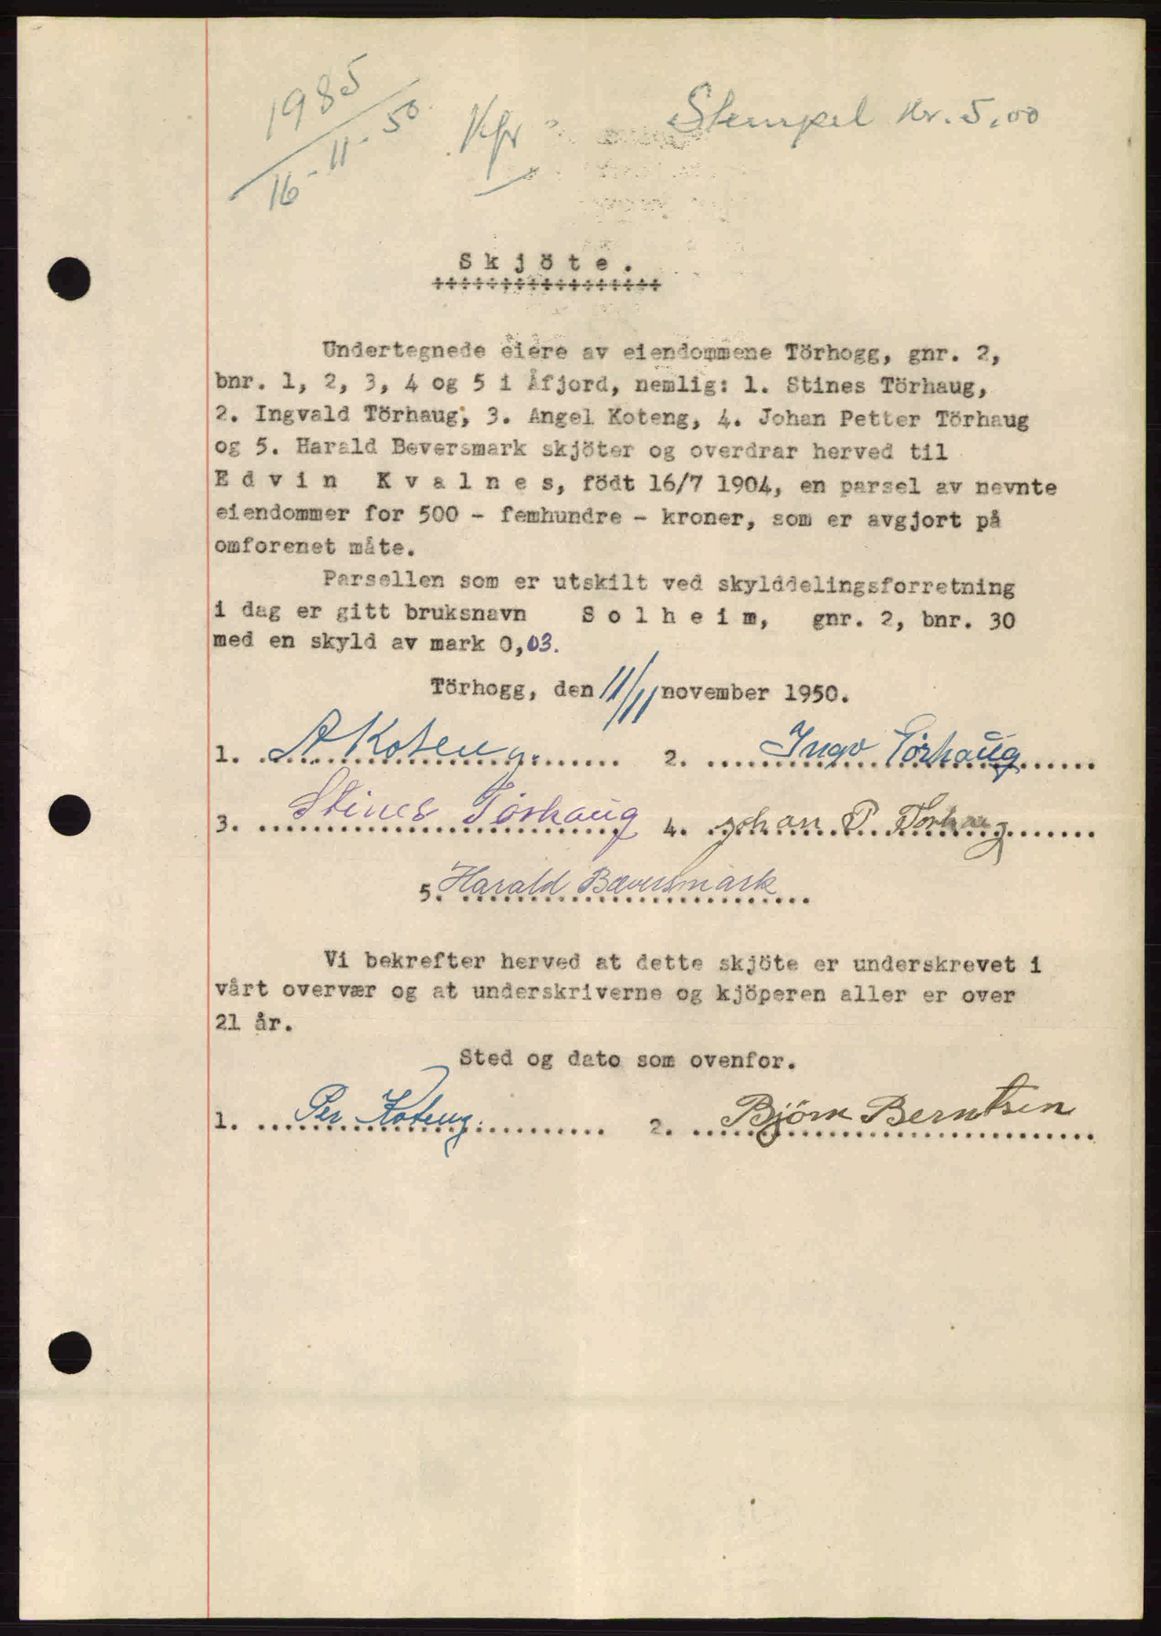 1985
16-11-50
Stempel Kr. 5,00
Skjöte.
++++++++++++++++++
Undertegnede eiere av eiendommene Törhogg, gnr. 2,
bnr. 1, 2, 3, 4 og 5 i Åfjord, nemlig: 1. Stines Törhaug,
2. Ingvald Törhaug, 3. Angel Koteng, 4. Johan Petter Törhaug
og 5. Harald Beversmark skjöter og overdrar herved til
Edvin Kvalnes, födt 16/7 1904, en parsel av nevnte
eiendommer for 500 - femhundre - kroner, som er avgjort på
omforenet måte.
Parsellen som er utskilt ved skylddelingsforretning
i dag er gitt bruksnavn Solheim, gnr. 2, bnr. 30
med en skyld av mark 0,03.
Törhogg, den 11/11 november 1950.
1. A Koteng. 2. Ingv Törhaug
3. Stines Törhaug 4. Johan P Törhaug
5. Harald Bæversmark
Vi bekrefter herved at dette skjöte er underskrevet i
vårt overvær og at underskriverne og kjöperen aller er over
21 år.
Sted og dato som ovenfor.
1. Per Koteng. 2. Björn Berntsen